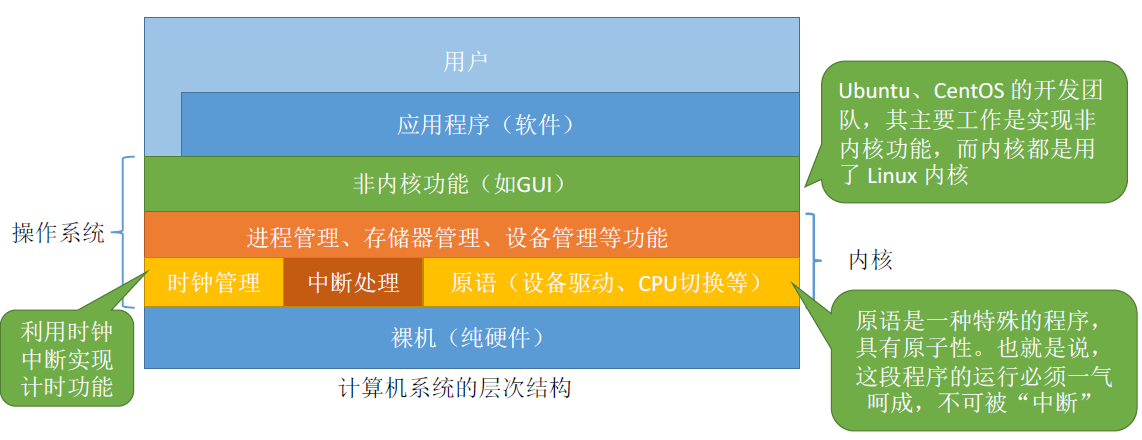 用户
应用程序（软件）
Ubuntu、CentOS 的开发团
队，其主要工作是实现非
内核功能，而内核都是用
了 Linux 内核
非内核功能（如GUI）
操作系统
进程管理、存储器管理、设备管理等功能
内核
时钟管理
中断处理
原语（设备驱动、CPU切换等）
利用时钟
中断实现
计时功能
裸机（纯硬件）
原语是一种特殊的程序，
具有原子性。也就是说，
这段程序的运行必须一气
呵成，不可被“中断”
计算机系统的层次结构